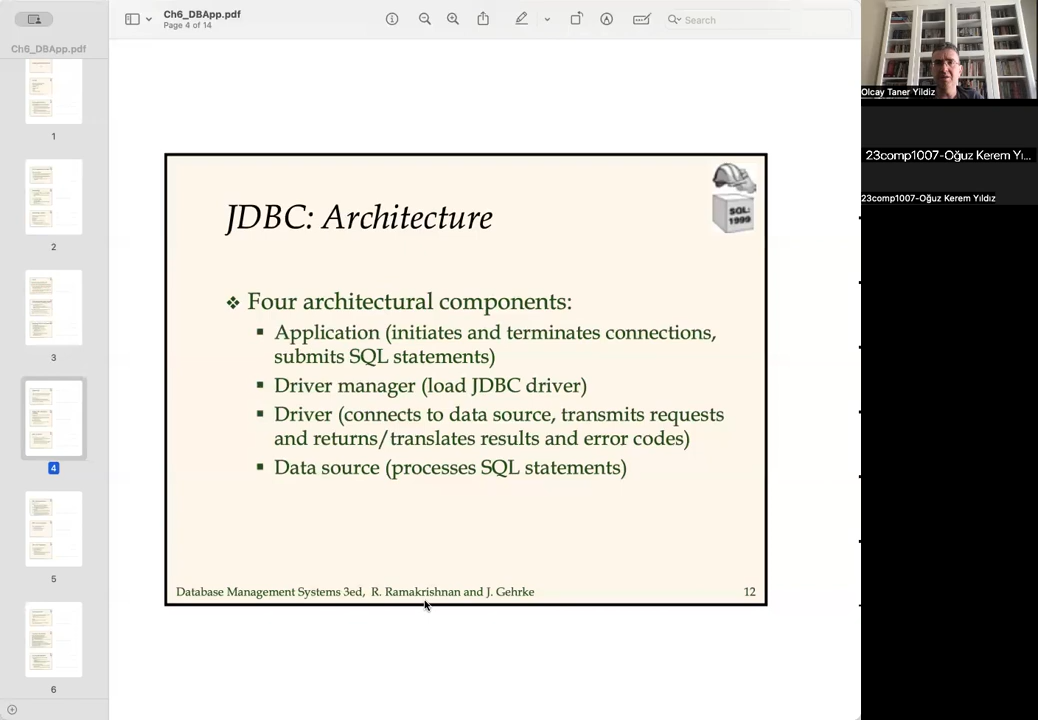 Ch6_DBApp.pdf
Page 4 of 14
Search
Ch6_DBApp.pdf
1
2
3
4
5
6
JDBC: Architecture
SQL:
1999
❖ Four architectural components:
▪ Application (initiates and terminates connections,
submits SQL statements)
▪ Driver manager (load JDBC driver)
▪ Driver (connects to data source, transmits requests
and returns/translates results and error codes)
▪ Data source (processes SQL statements)
Database Management Systems 3ed, R. Ramakrishnan and J. Gehrke
12
Olcay Taner Yildiz
23comp1007-Oğuz Kerem Yı...
23comp1007-Oğuz Kerem Yıldız